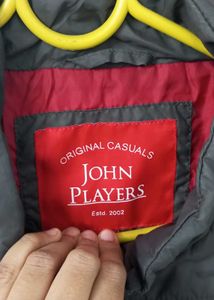 ORIGINAL CASUALS
JOHN
PLAYERS
Estd. 2002